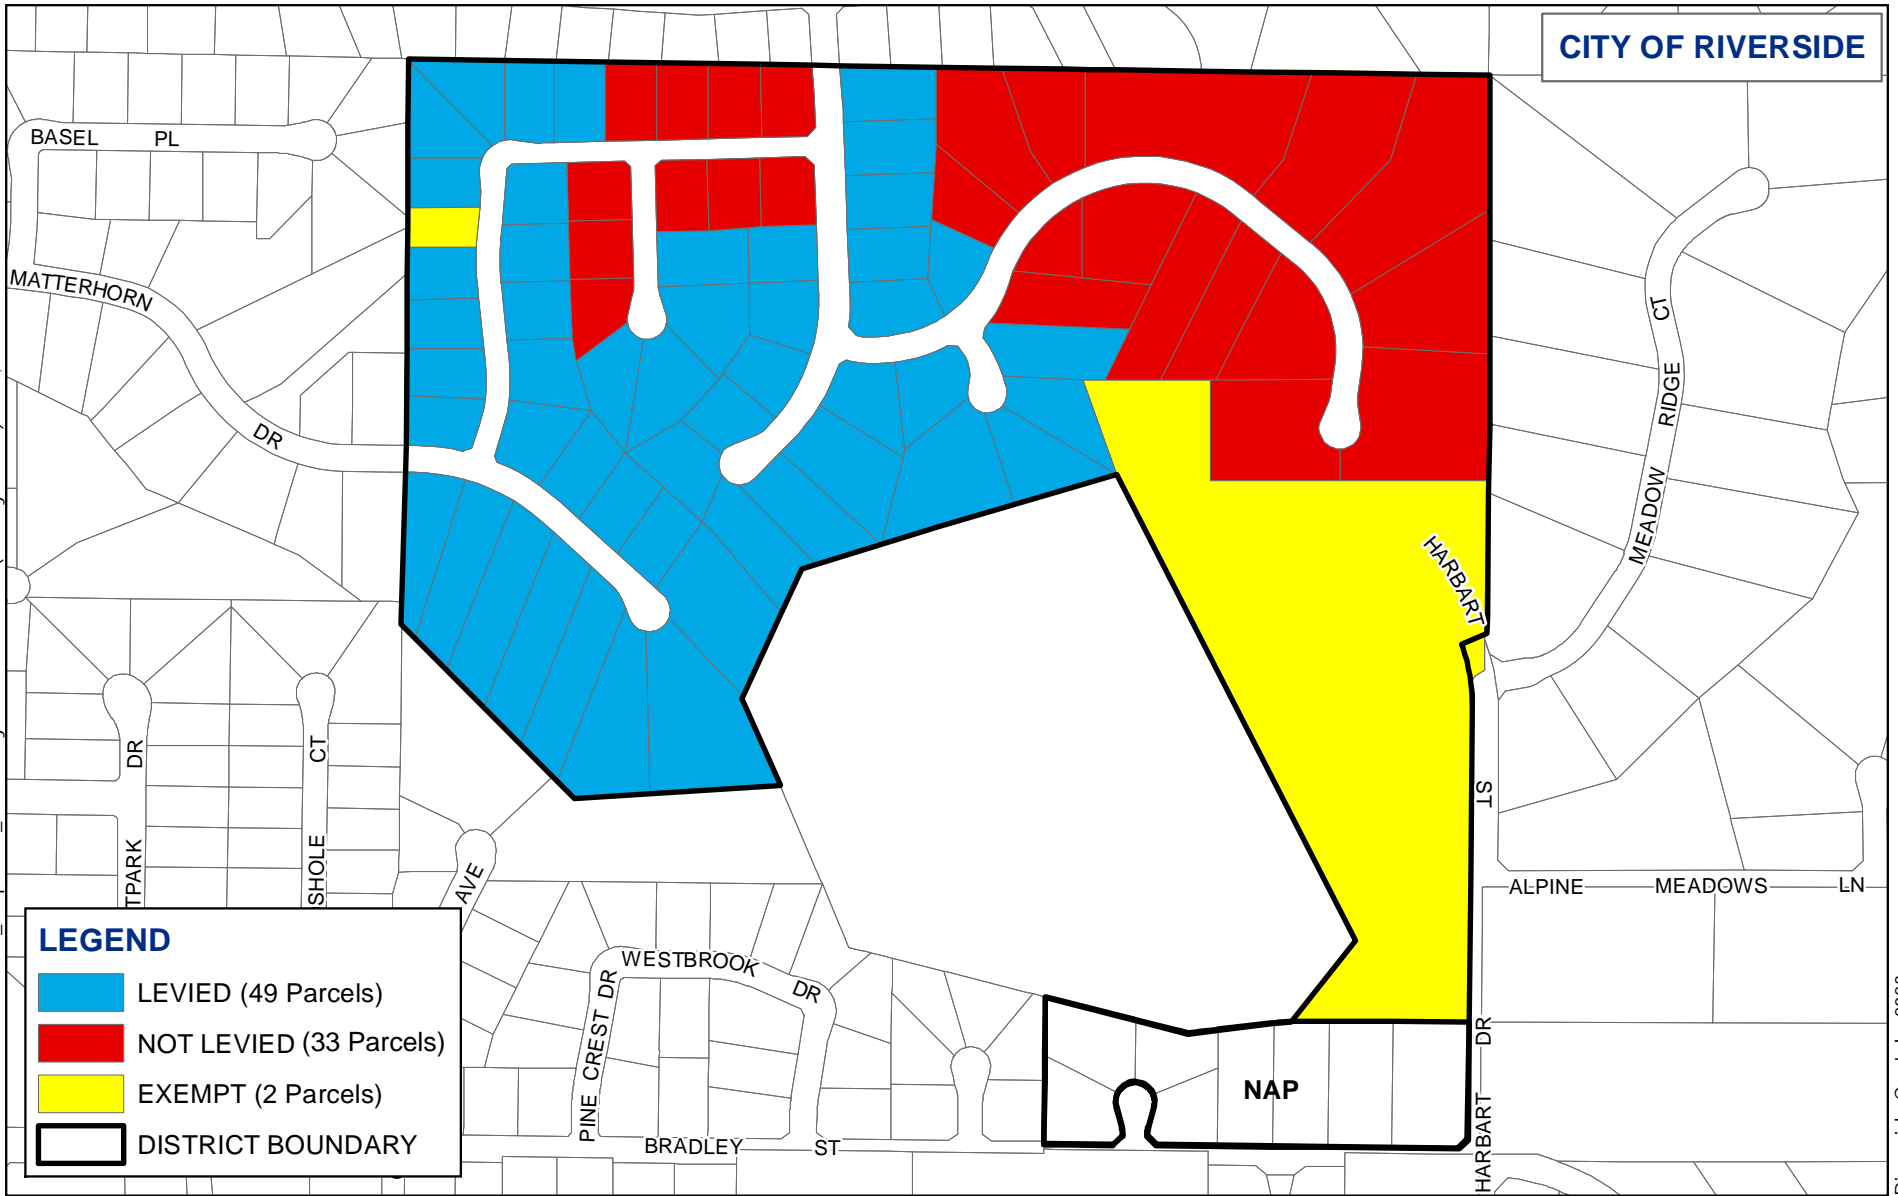 CITY OF RIVERSIDE
BASEL PL
MATTERHORN
DR
CT
RIDGE
MEADOW
HARBART
ST
DR
CT
TPARK
SHOLE
AVE
ALPINE MEADOWS LN
WESTBROOK
DR
PINE CREST DR
BRADLEY ST
NAP
HARBART DR
LEGEND
LEVIED (49 Parcels)
NOT LEVIED (33 Parcels)
EXEMPT (2 Parcels)
DISTRICT BOUNDARY